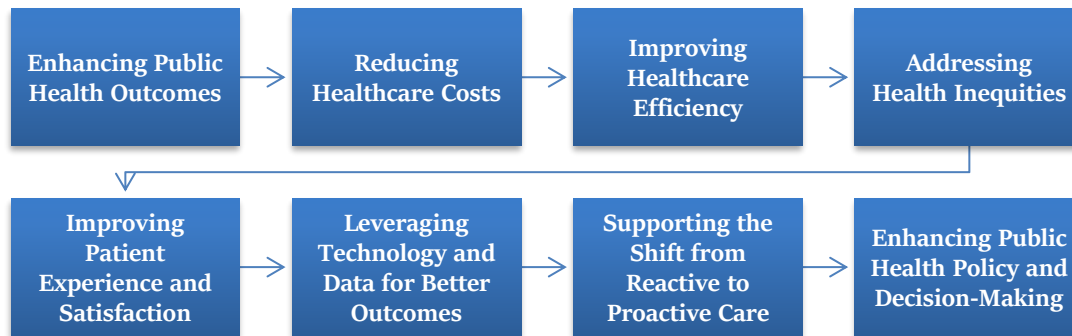 Enhancing Public
Health Outcomes
Reducing
Healthcare Costs
Improving
Healthcare
Efficiency
Addressing
Health Inequities
Improving
Patient
Experience and
Satisfaction
Leveraging
Technology and
Data for Better
Outcomes
Supporting the
Shift from
Reactive to
Proactive Care
Enhancing Public
Health Policy and
Decision-Making